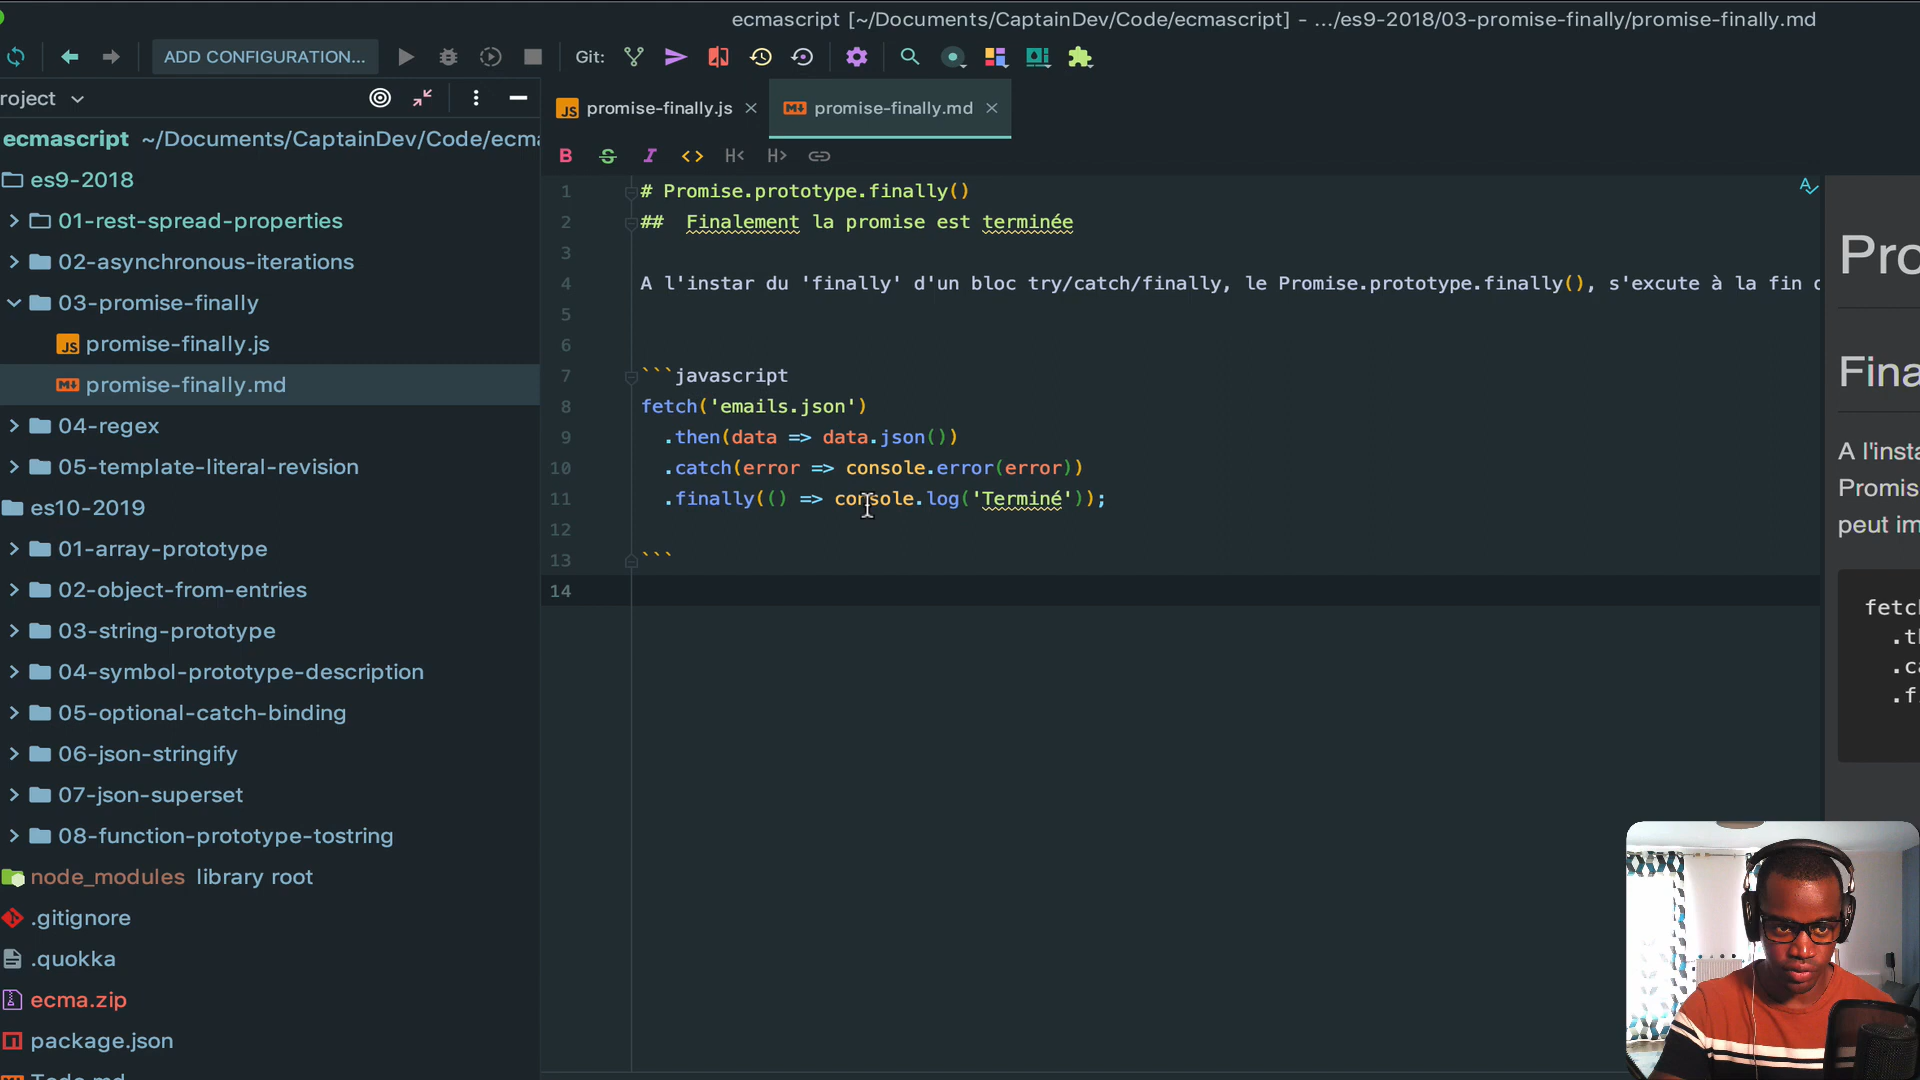 ecmascript [~/Documents/CaptainDev/Code/ecmascript] - .../es9-2018/03-promise-finally/promise-finally.md
ADD CONFIGURATION...
Git:
roject
promise-finally.js
promise-finally.md
ecmascript ~/Documents/CaptainDev/Code/ecma
es9-2018
01-rest-spread-properties
02-asynchronous-iterations
03-promise-finally
promise-finally.js
promise-finally.md
04-regex
05-template-literal-revision
es10-2019
01-array-prototype
02-object-from-entries
03-string-prototype
04-symbol-prototype-description
05-optional-catch-binding
06-json-stringify
07-json-superset
08-function-prototype-tostring
node_modules library root
.gitignore
.quokka
ecma.zip
package.json
B S I <> H< H>
1 # Promise.prototype.finally()
2 ## Finalement la promise est terminée
3
4 A l'instar du 'finally' d'un bloc try/catch/finally, le Promise.prototype.finally(), s'excute à la fin
5
6
7 ```javascript
8 fetch('emails.json')
9 .then(data => data.json())
10 .catch(error => console.error(error))
11 .finally(() => console.log('Terminé'));
12
13 ```
14
Pro
Fina
A l'insta
Promis
peut im
fetch
.th
.ca
.f